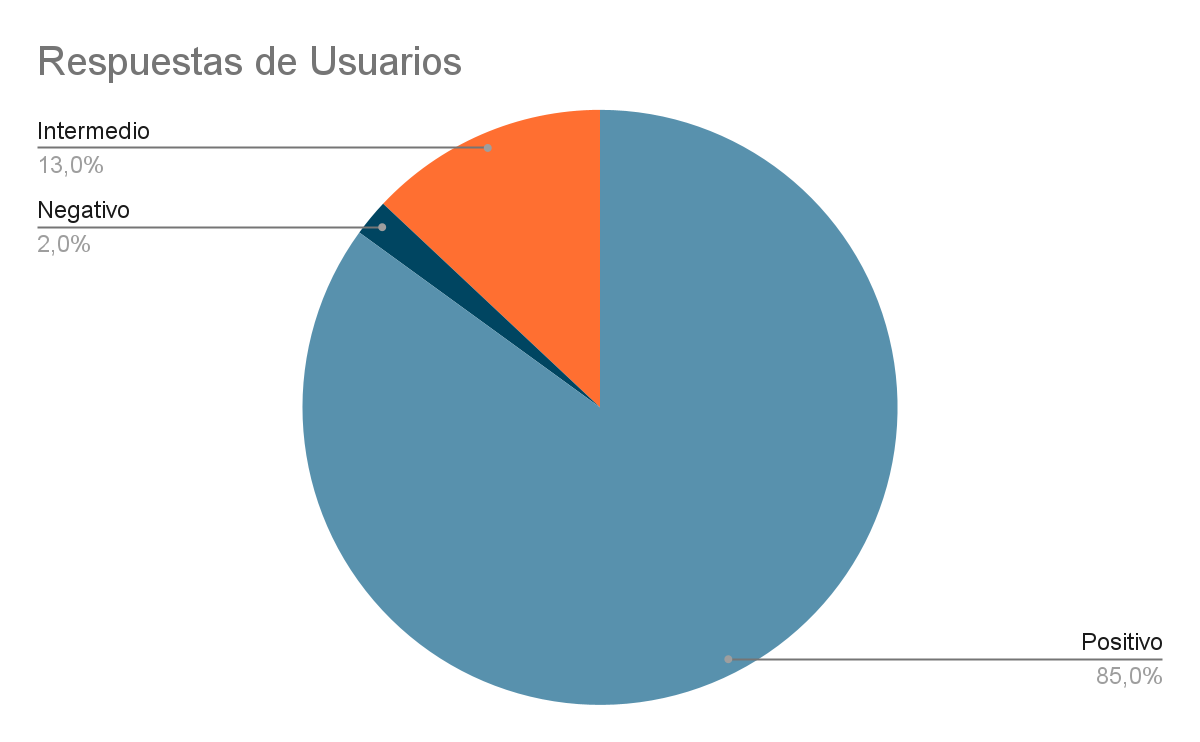 Respuestas de Usuarios
Intermedio
13,0%
Negativo
2,0%
Positivo
85,0%